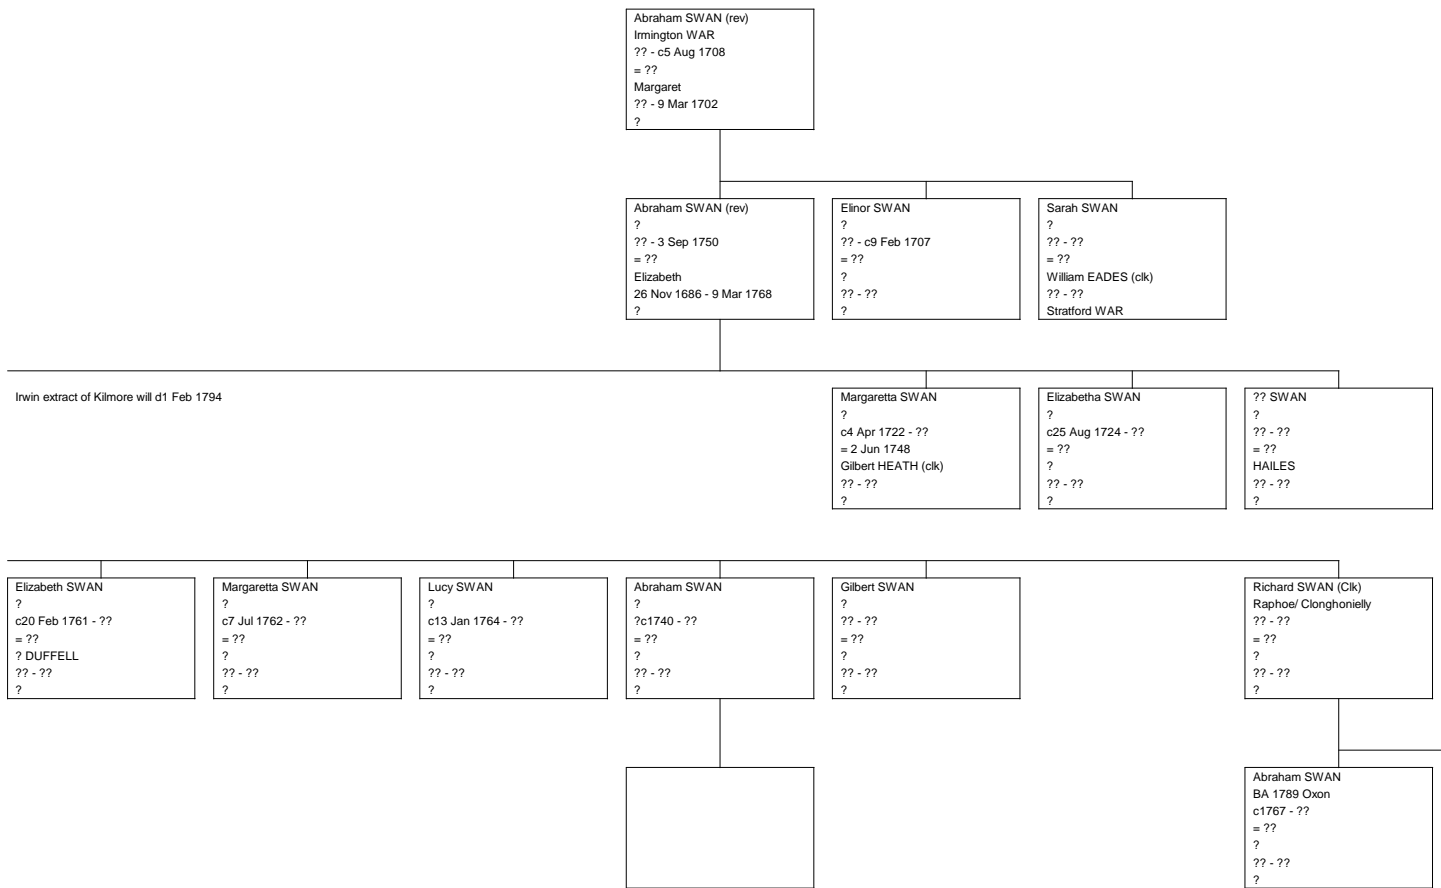 Abraham SWAN (rev)
Irmington WAR
?? - c5 Aug 1708
= ??
Margaret
?? - 9 Mar 1702
?
Abraham SWAN (rev)
?
?? - 3 Sep 1750
= ??
Elizabeth
26 Nov 1686 - 9 Mar 1768
?
Elinor SWAN
?
?? - c9 Feb 1707
= ??
?
?? - ??
?
Sarah SWAN
?
?? - ??
= ??
William EADES (clk)
?? - ??
Stratford WAR
Irwin extract of Kilmore will d1 Feb 1794
Margaretta SWAN
?
c4 Apr 1722 - ??
= 2 Jun 1748
Gilbert HEATH (clk)
?? - ??
?
Elizabetha SWAN
?
c25 Aug 1724 - ??
= ??
?
?? - ??
?
?? SWAN
?
?? - ??
= ??
HAILES
?? - ??
?
Elizabeth SWAN
?
c20 Feb 1761 - ??
= ??
? DUFFELL
?? - ??
?
Margaretta SWAN
?
c7 Jul 1762 - ??
= ??
?
?? - ??
?
Lucy SWAN
?
c13 Jan 1764 - ??
= ??
?
?? - ??
?
Abraham SWAN
?
?c1740 - ??
= ??
?
?? - ??
?
Gilbert SWAN
?
?? - ??
= ??
?
?? - ??
?
Richard SWAN (Clk)
Raphoe/ Clonghonielly
?? - ??
= ??
?
?? - ??
?
Abraham SWAN
BA 1789 Oxon
c1767 - ??
= ??
?
?? - ??
?